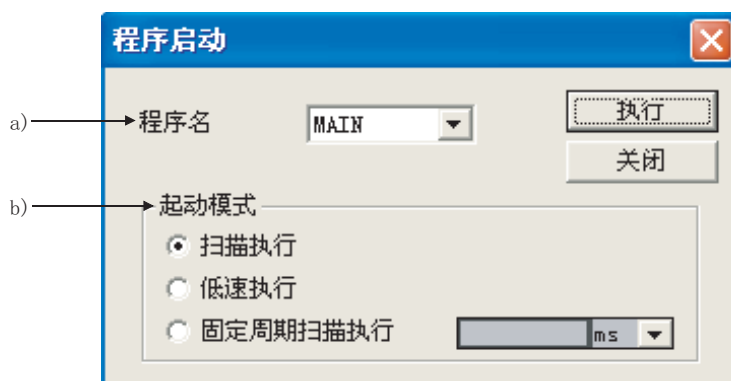 程序启动
a) 程序名 MAIN 执行
关闭
b) 起动模式
扫描执行
低速执行
固定周期扫描执行 ms